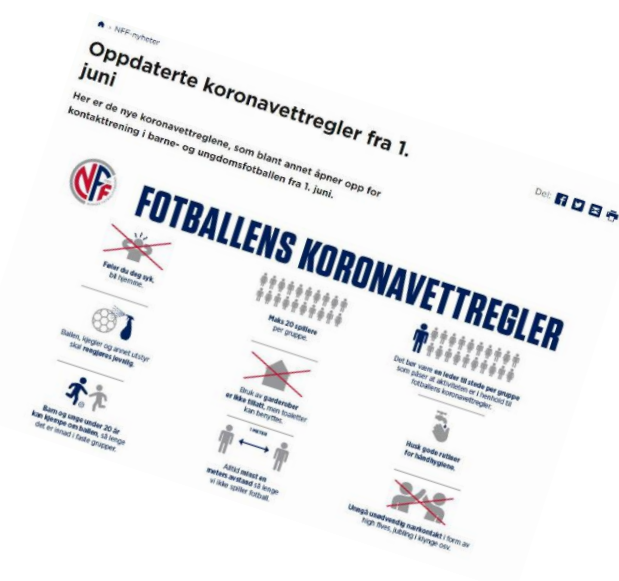 NFF-nyheter
Oppdaterte koronavettregler fra 1.
juni
Her er de nye koronavettreglene, som blant annet åpner opp for
kontakttrening i barne- og ungdomsfotballen fra 1. juni.
Del:
NFF
FOTBALLENS KORONAVETTREGLER
Føler du deg syk,
bli hjemme.
Maks 20 spillere
per gruppe.
Det bør være en leder til stede per gruppe
som påser at aktiviteten er i henhold til
fotballens koronavettregler.
Ballen, kjegler og annet utstyr
skal rengjøres jevnlig.
Bruk av garderober
er ikke tillatt, men toaletter
kan benyttes.
Husk gode rutiner
for håndhygiene.
Barn og unge under 20 år
kan kjempe om ballen, så lenge
det er i faste grupper.
1 METER
Alltid minst en
meters avstand så lenge
vi ikke spiller fotball.
Unngå unødvendig nærkontakt i form av
high fives, jubling i klynge osv.